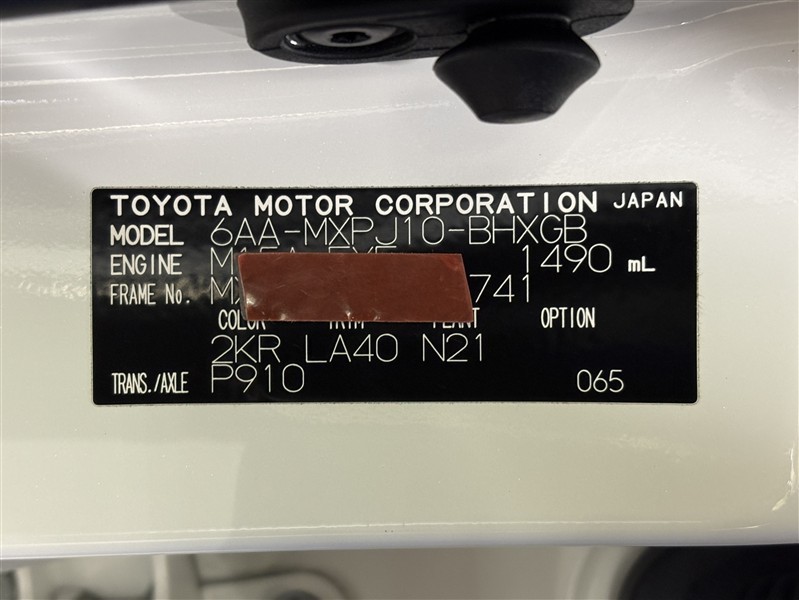 TOYOTA MOTOR CORPORATION JAPAN
MODEL 6AA-MXPJ10-BHXGB
ENGINE 1490 mL
FRAME No. 741
COLOR TRIM PLANT OPTION
2KR LA40 N21
TRANS./AXLE P910 065